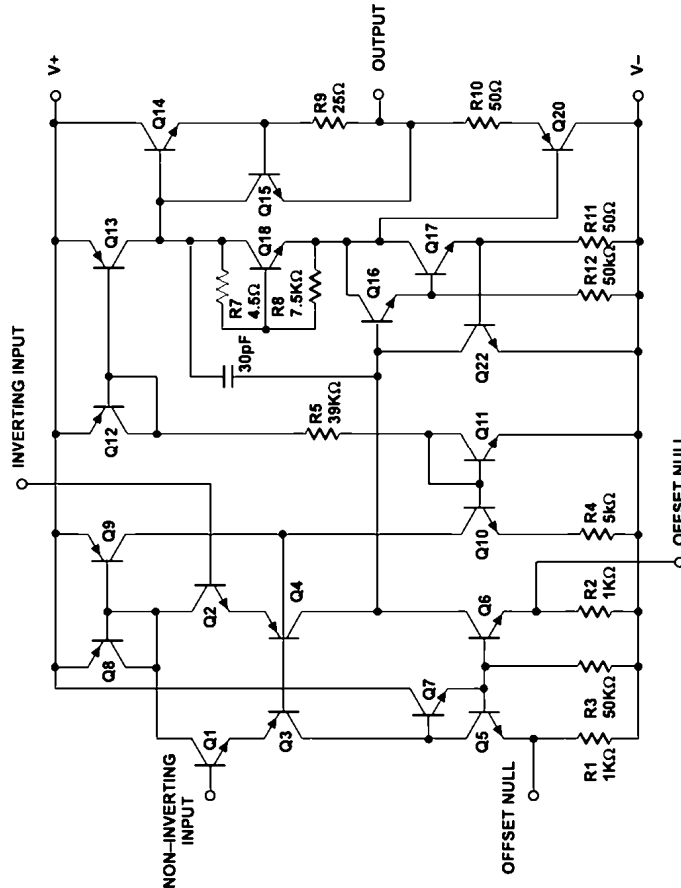 INVERTING INPUT
V+
Q8
Q9
Q12
Q13
Q14
Q1
NON–INVERTING
INPUT
Q2
Q3
Q4
R5
39KΩ
30pF
R7
4.5Ω
R8
7.5KΩ
Q18
Q15
R9
25Ω
OUTPUT
Q7
Q5
Q6
Q10
Q11
Q16
Q17
Q22
R10
50Ω
Q20
OFFSET NULL
R1
1KΩ
R3
50KΩ
R2
1KΩ
R4
5kΩ
R12
50kΩ
R11
50Ω
V–
OFFSET NULL